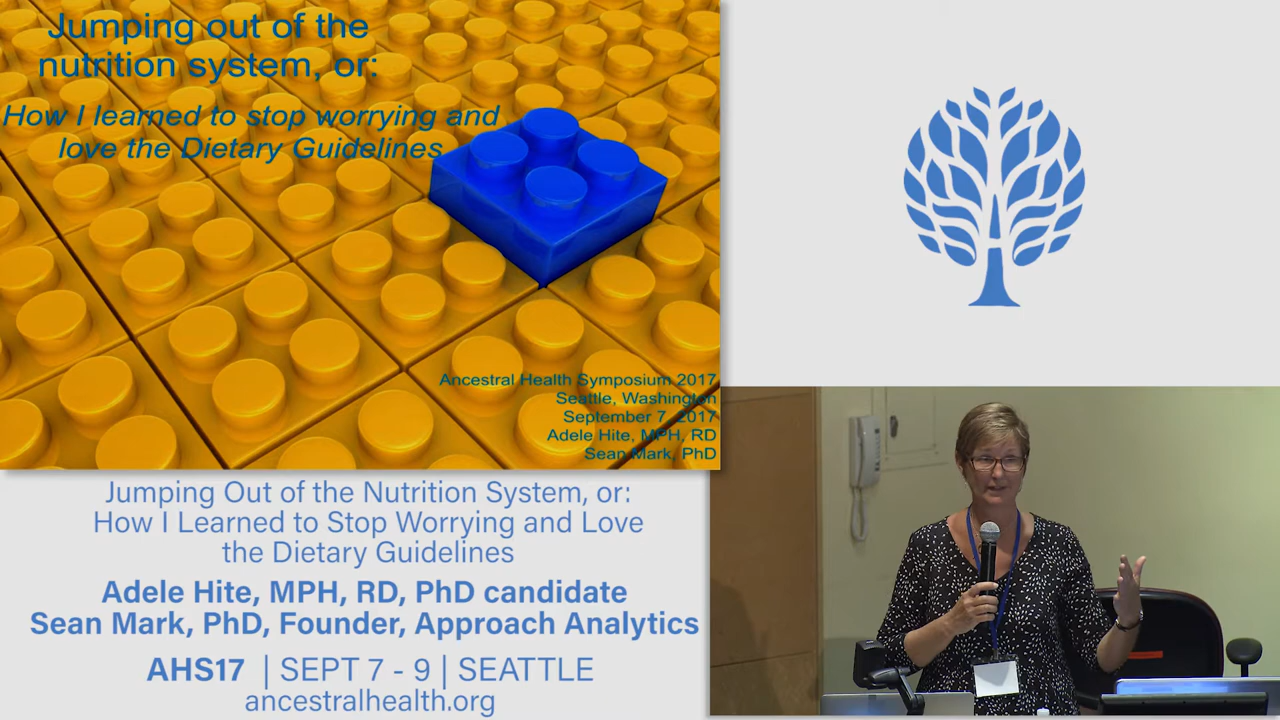 Jumping out of the
nutrition system, or:
How I learned to stop worrying and
love the Dietary Guidelines
Ancestral Health Symposium 2017
Seattle, Washington
September 7, 2017
Adele Hite, MPH, RD
Sean Mark, PhD
Jumping Out of the Nutrition System, or:
How I Learned to Stop Worrying and Love
the Dietary Guidelines
Adele Hite, MPH, RD, PhD candidate
Sean Mark, PhD, Founder, Approach Analytics
AHS17 | SEPT 7 - 9 | SEATTLE
ancestralhealth.org